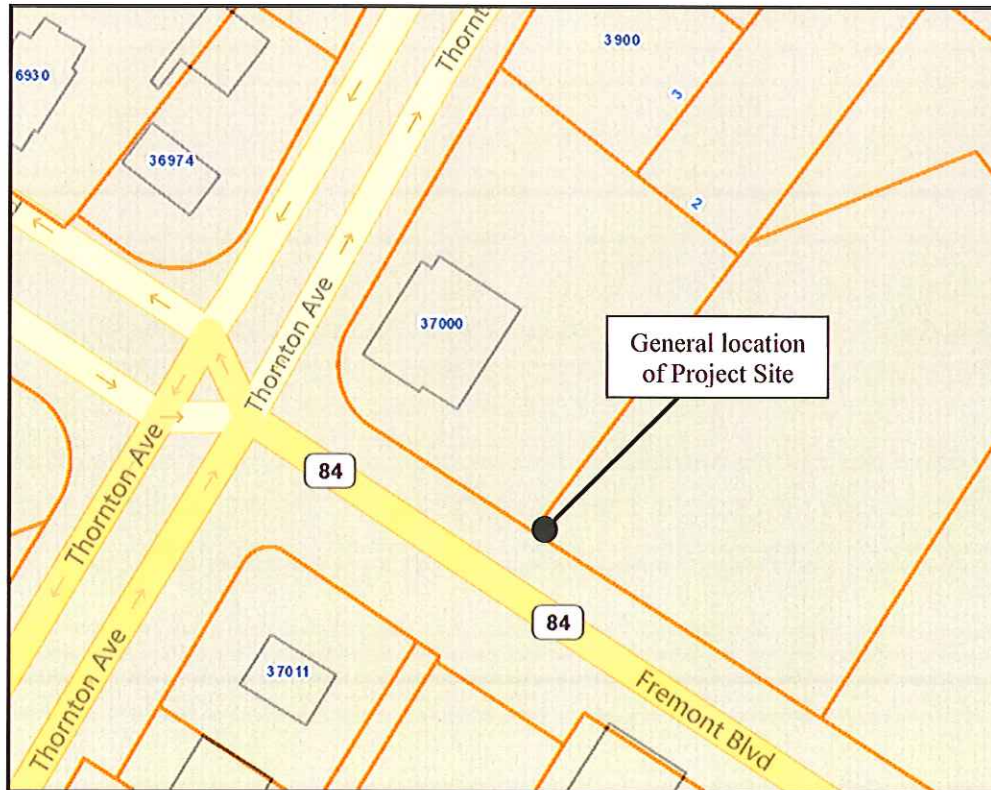 Thornt
3900
6930
3
36974
2
Thornton Ave
37000
General location
of Project Site
Thornton Ave
84
84
37011
Fremont Blvd
Thornton Ave